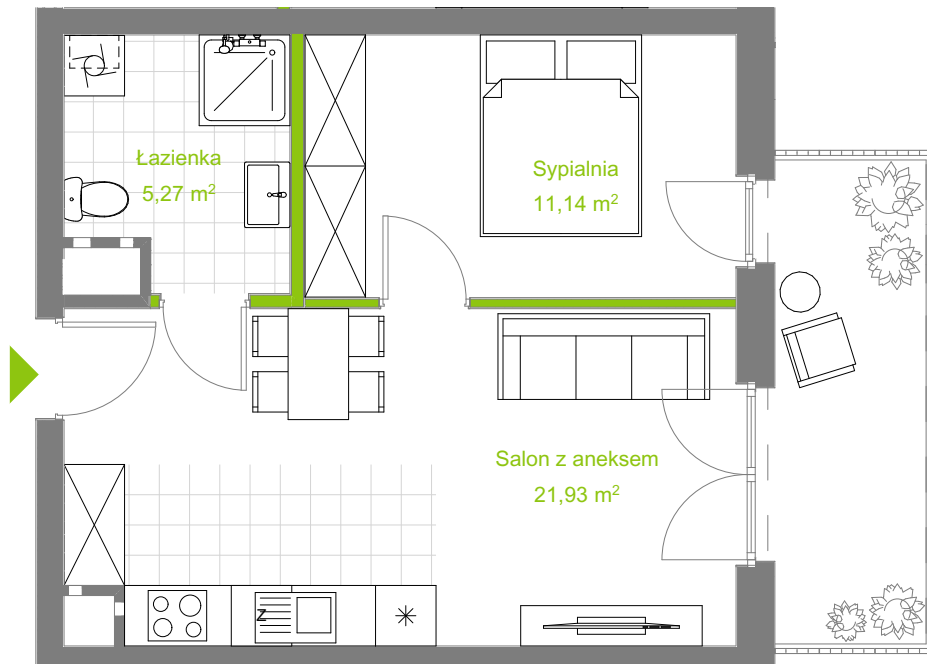 Łazienka
5,27 m²
Sypialnia
11,14 m²
Salon z aneksem
21,93 m²
Z